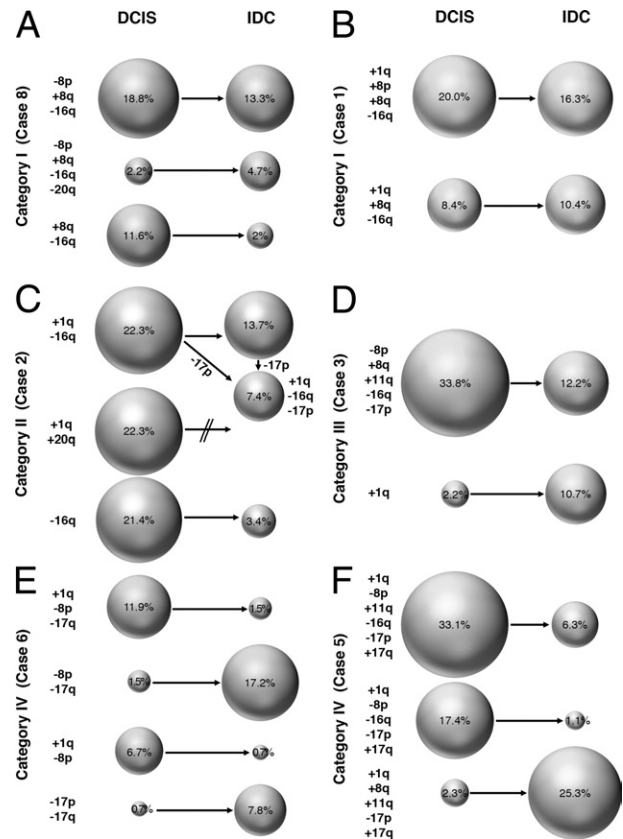 A
DCIS
IDC
Category I (Case 8)
-8p
+8q
-16q
18.8%
13.3%
-8p
+8q
-16q
-20q
2.2%
4.7%
+8q
-16q
11.6%
2%
B
DCIS
IDC
Category I (Case 1)
+1q
+8p
+8q
-16q
20.0%
16.3%
+1q
+8q
-16q
8.4%
10.4%
C
Category II (Case 2)
+1q
-16q
22.3%
13.7%
-17p
-17p
7.4%
+1q
-16q
-17p
+1q
+20q
22.3%
-16q
21.4%
3.4%
D
Category III (Case 3)
-8p
+8q
+11q
-16q
-17p
33.8%
12.2%
+1q
2.2%
10.7%
E
Category IV (Case 6)
+1q
-8p
-17q
11.9%
1.5%
-8p
-17q
1.5%
17.2%
+1q
-8p
6.7%
0.7%
-17p
-17q
0.7%
7.8%
F
Category IV (Case 5)
+1q
-8p
+11q
-16q
-17p
+17q
33.1%
6.3%
+1q
-8p
-16q
-17p
+17q
17.4%
1.1%
+1q
+8q
+11q
-17p
+17q
2.3%
25.3%